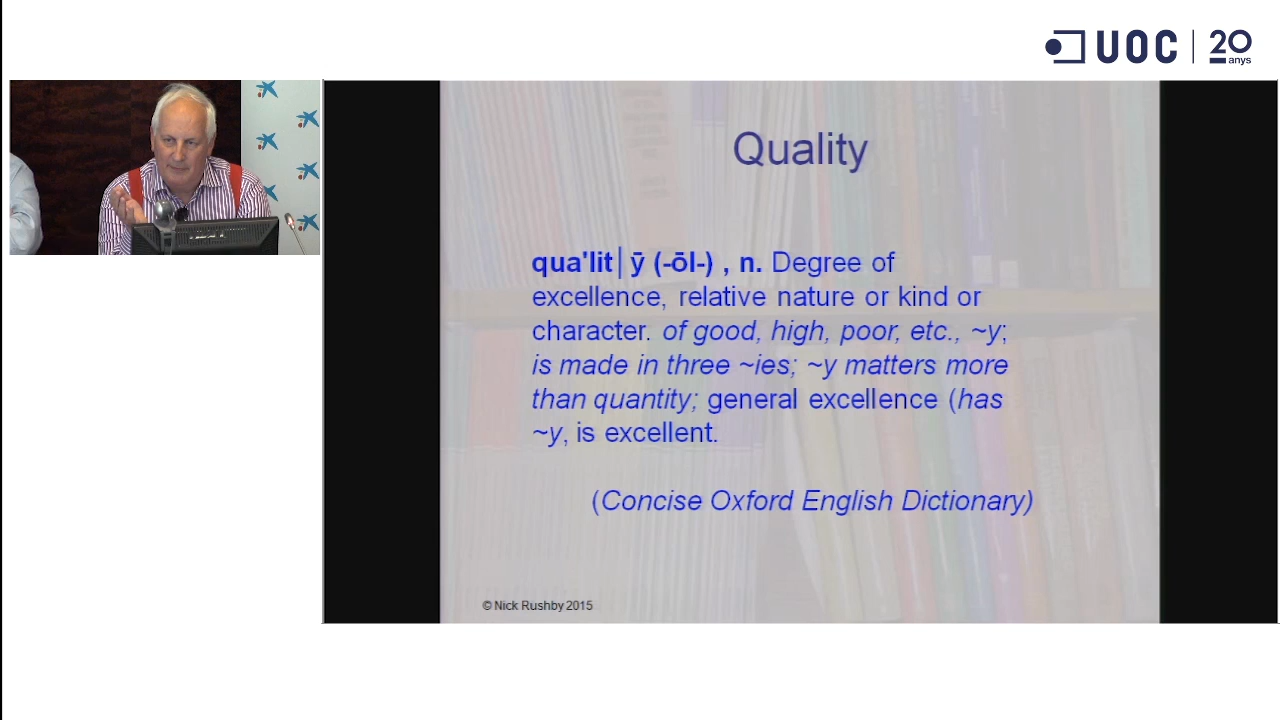 UOC
20
anys
Quality
qua'lit│ȳ (-ōl-) , n. Degree of
excellence, relative nature or kind or
character. of good, high, poor, etc., ~y;
is made in three ~ies; ~y matters more
than quantity; general excellence (has
~y, is excellent.
(Concise Oxford English Dictionary)
© Nick Rushby 2015